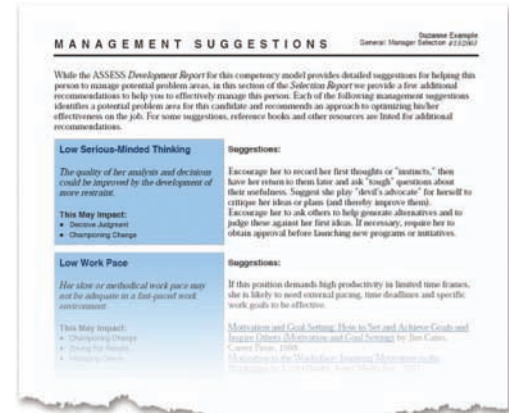 Suzanne Example
MANAGEMENT SUGGESTIONS
General Manager Selection
While the ASSESS Development Report for this competency model provides detailed suggestions for helping this
person to manage potential problem areas, in this section of the Selection Report we provide a few additional
recommendations to help you to effectively manage this person. Each of the following management suggestions
identifies a potential problem area for this candidate and recommends an approach to optimizing his/her
effectiveness on the job. For some suggestions, reference books and other resources are listed for additional
recommendations.
Low Serious-Minded Thinking
The quality of her analysis and decisions
could be improved by the development of
more restraint.
This May Impact:
• Decisive Judgment
• Championing Change
Suggestions:
Encourage her to record her first thoughts or "instincts," then
have her return to them later and ask "tough" questions about
their usefulness. Suggest she play "devil's advocate" for herself to
critique her ideas or plans (and thereby improve them).
Encourage her to ask others to help generate alternatives and to
judge these against her first ideas. If necessary, require her to
obtain approval before launching new programs or initiatives.
Low Work Pace
Her slow or methodical work pace may
not be adequate in a fast-paced work
environment.
This May Impact:
• Championing Change
• Driving For Results
• Managing Others
Suggestions:
If this position demands high productivity in limited time frames,
she is likely to need external pacing, time deadlines and specific
work goals to be effective.
Motivation and Goal Setting: How to Set and Achieve Goals and
Inspire Others (Motivation and Goal Setting) by Jim Cairo,
Career Press, 1998.
Motivation in the Workplace: Inspiring